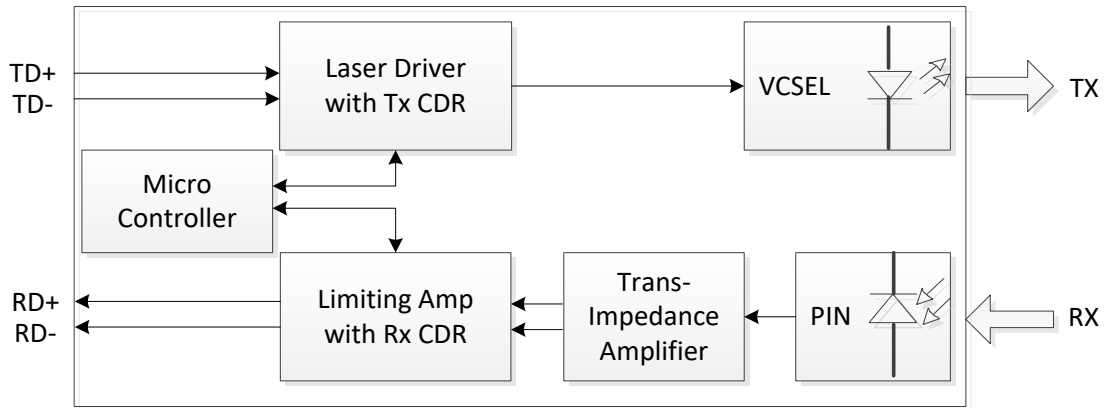 TD+
TD-
Laser Driver
with Tx CDR
VCSEL
TX
Micro
Controller
RD+
RD-
Limiting Amp
with Rx CDR
Trans-
Impedance
Amplifier
PIN
RX